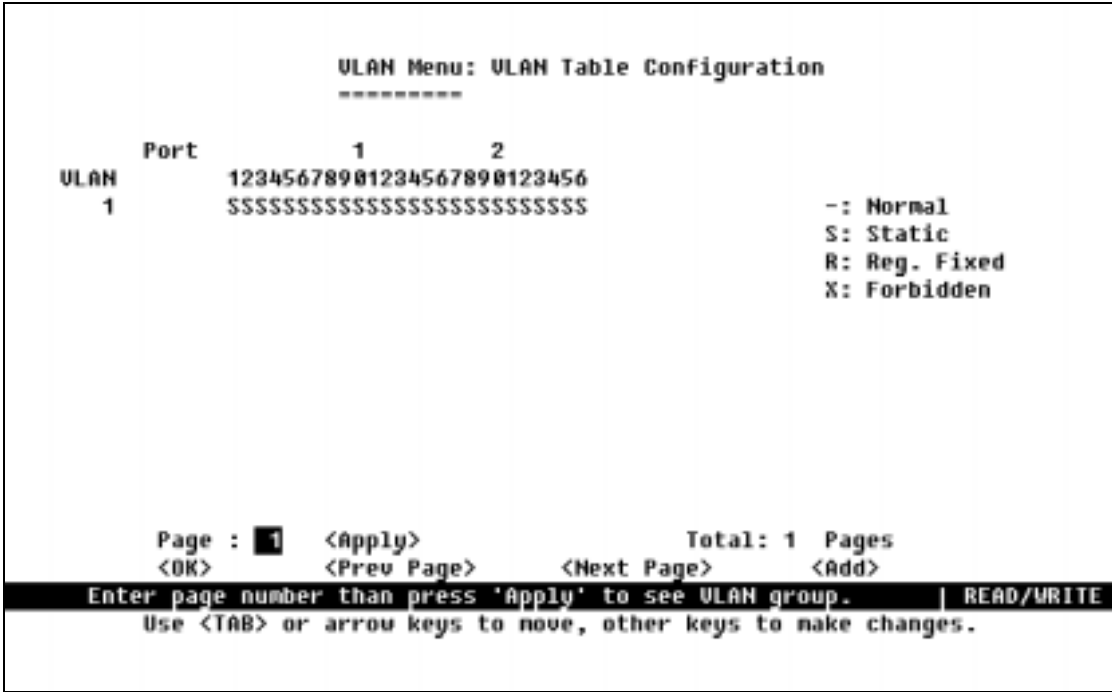 VLAN Menu: VLAN Table Configuration
=========
Port 1 2
VLAN 12345678901234567890123456
1 SSSSSSSSSSSSSSSSSSSSSSSSSS
-: Normal
S: Static
R: Reg. Fixed
X: Forbidden
Page : 1 <Apply> Total: 1 Pages
<OK> <Prev Page> <Next Page> <Add>
Enter page number than press 'Apply' to see VLAN group. | READ/WRITE
Use <TAB> or arrow keys to move, other keys to make changes.